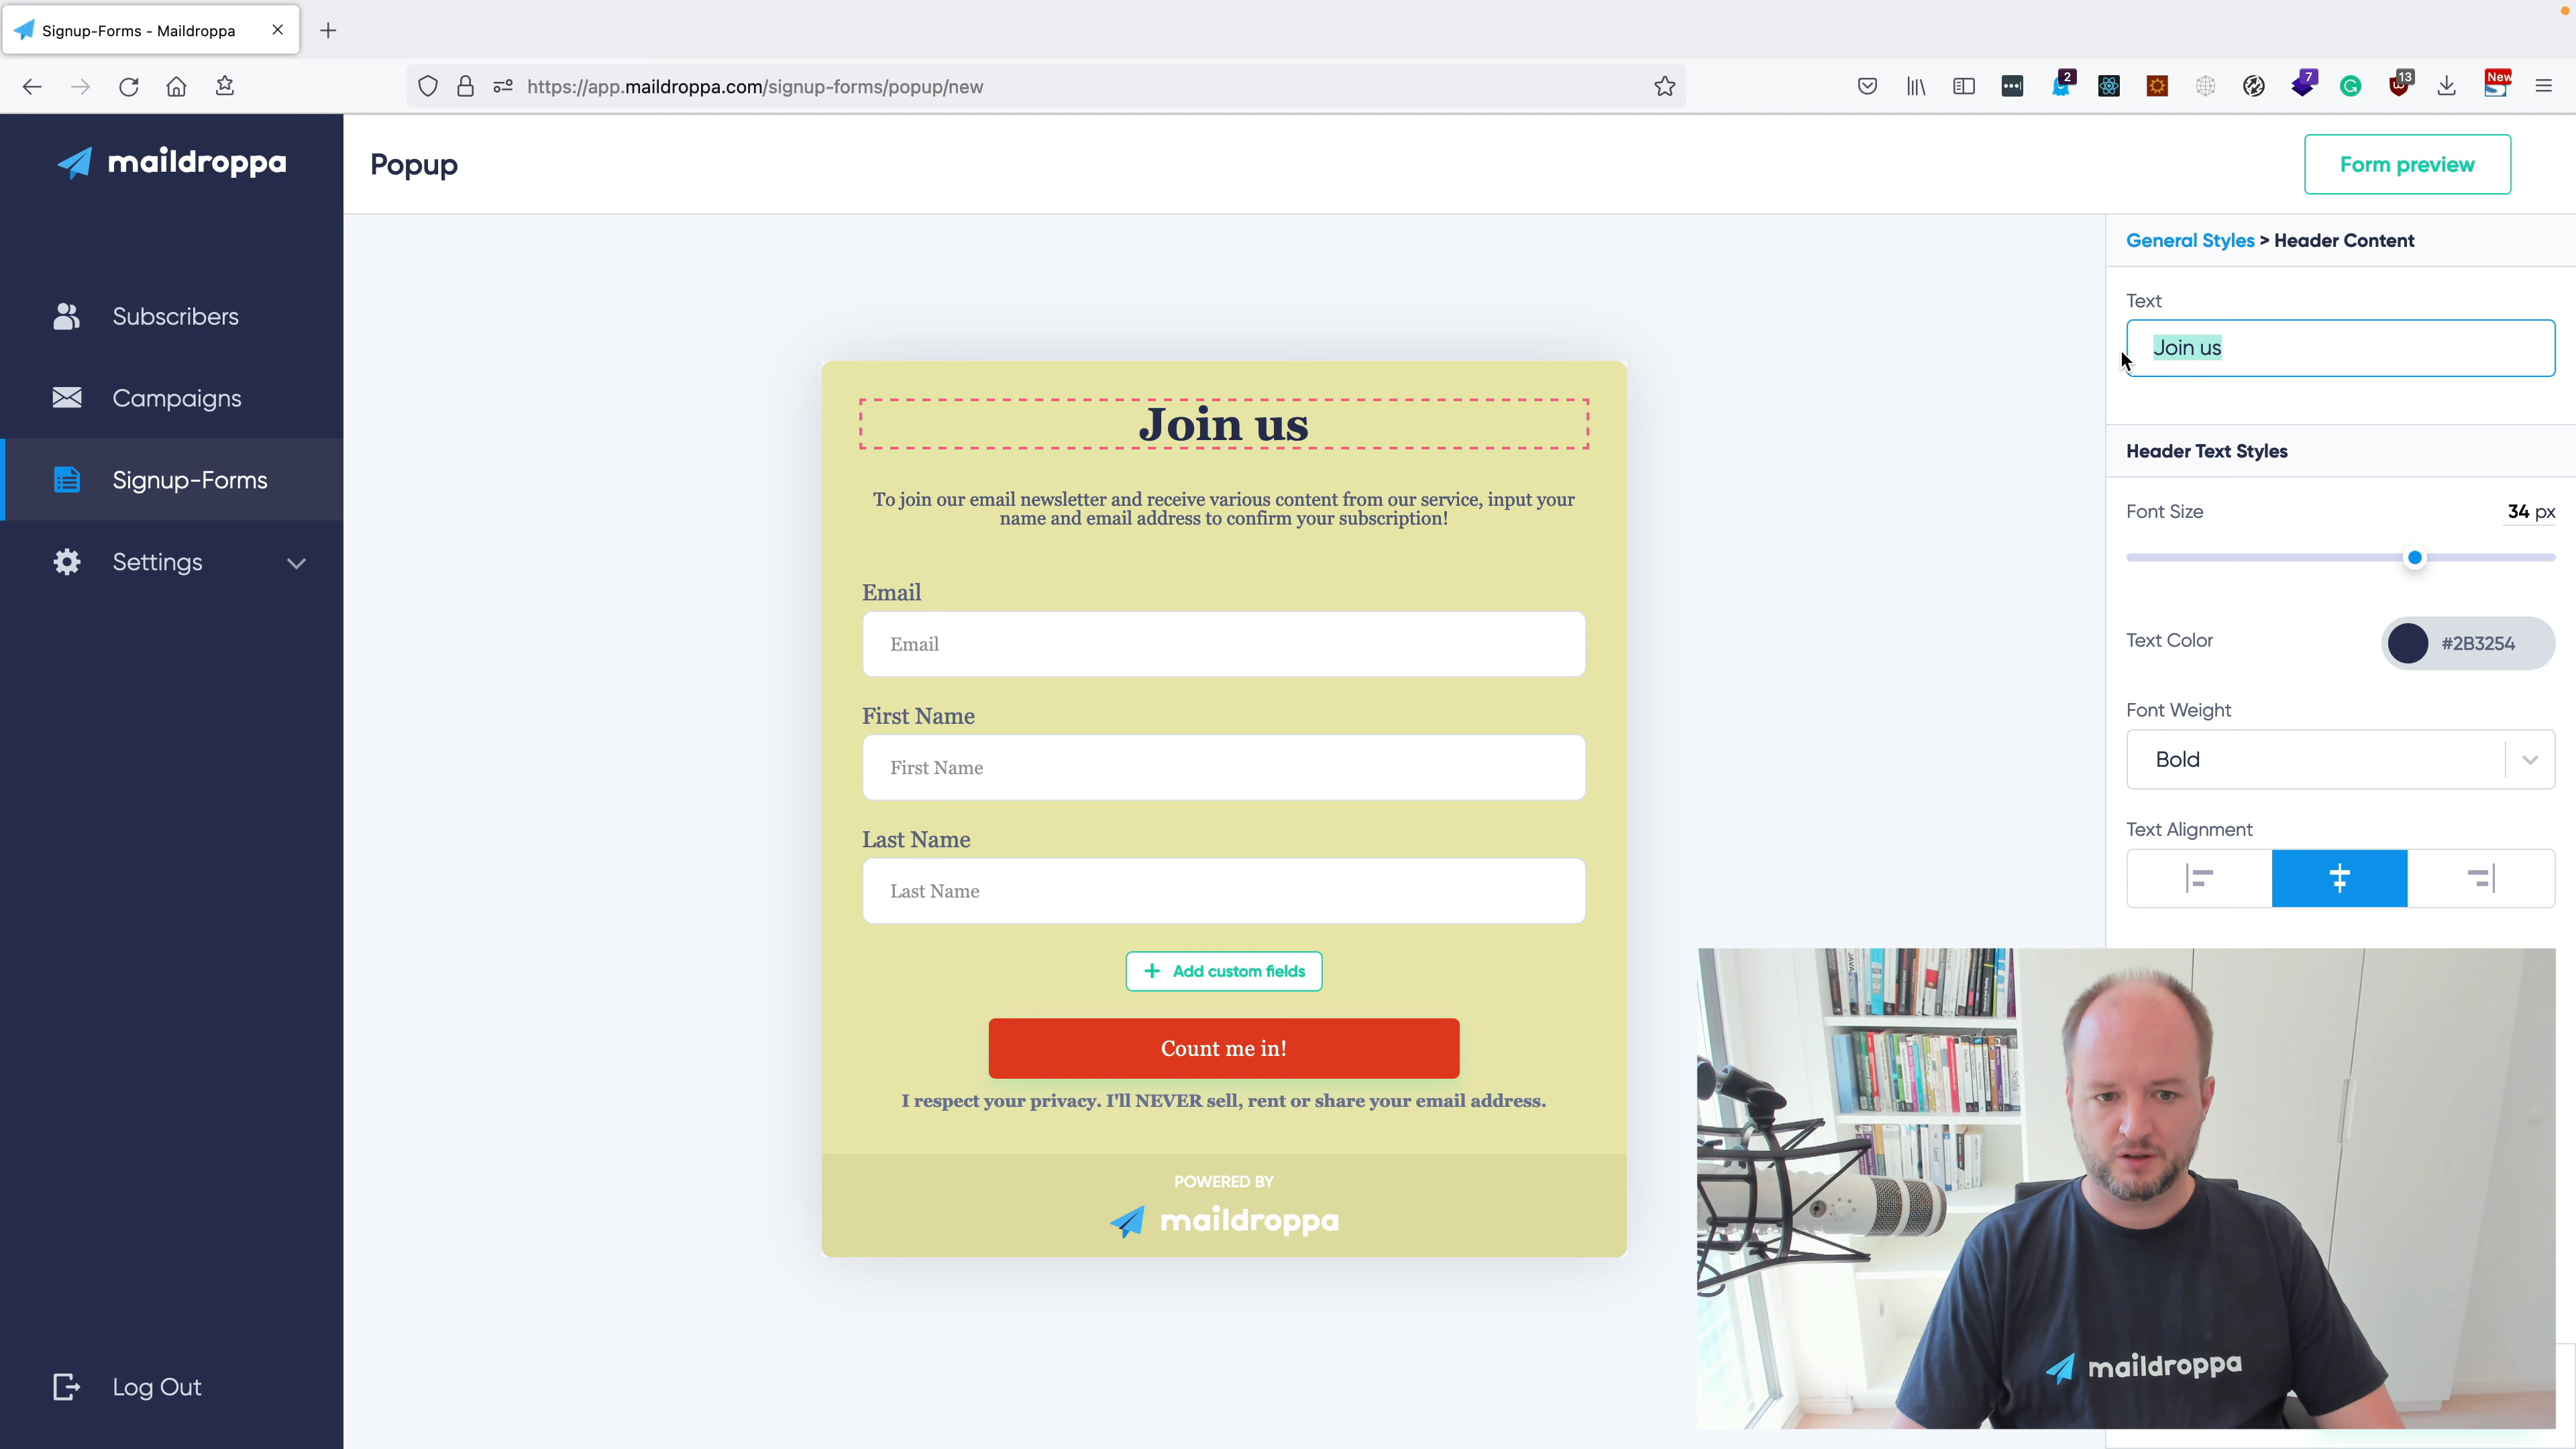 Signup-Forms - Maildroppa
https://app.maildroppa.com/signup-forms/popup/new
2
7
13
New
maildroppa
Popup
Form preview
Subscribers
Campaigns
Signup-Forms
Settings
Log Out
Join us
To join our email newsletter and receive various content from our service, input your
name and email address to confirm your subscription!
Email
Email
First Name
First Name
Last Name
Last Name
Add custom fields
Count me in!
I respect your privacy. I'll NEVER sell, rent or share your email address.
POWERED BY
maildroppa
General Styles > Header Content
Text
Join us
Header Text Styles
Font Size
34 px
Text Color
#2B3254
Font Weight
Bold
Text Alignment
maildroppa